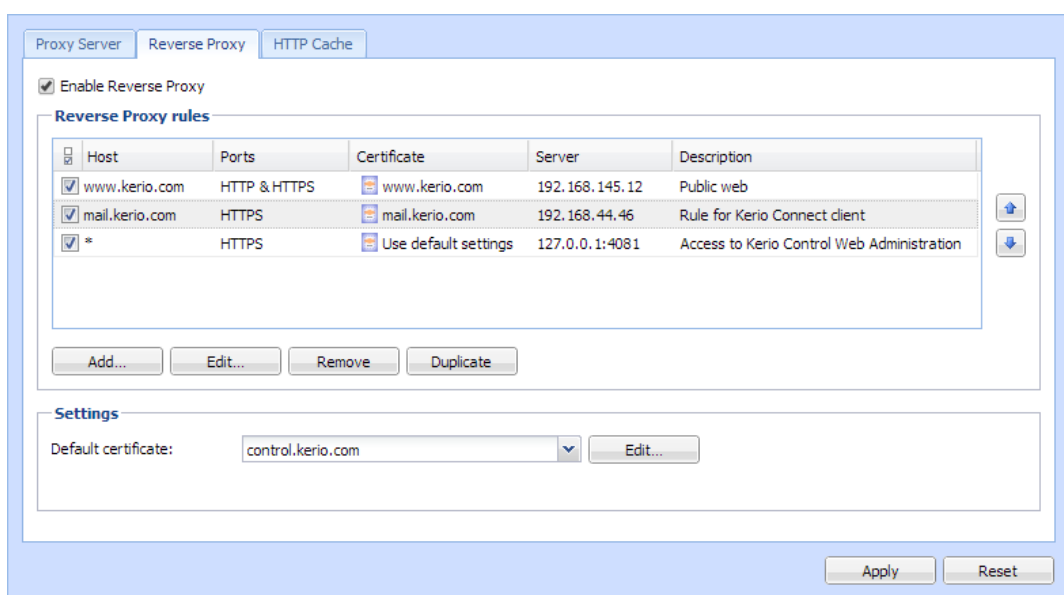 Proxy Server Reverse Proxy HTTP Cache
Enable Reverse Proxy
Reverse Proxy rules
Host Ports Certificate Server Description
www.kerio.com HTTP & HTTPS www.kerio.com 192.168.145.12 Public web
mail.kerio.com HTTPS mail.kerio.com 192.168.44.46 Rule for Kerio Connect client
* HTTPS Use default settings 127.0.0.1:4081 Access to Kerio Control Web Administration
Add... Edit... Remove Duplicate
Settings
Default certificate: control.kerio.com Edit...
Apply Reset